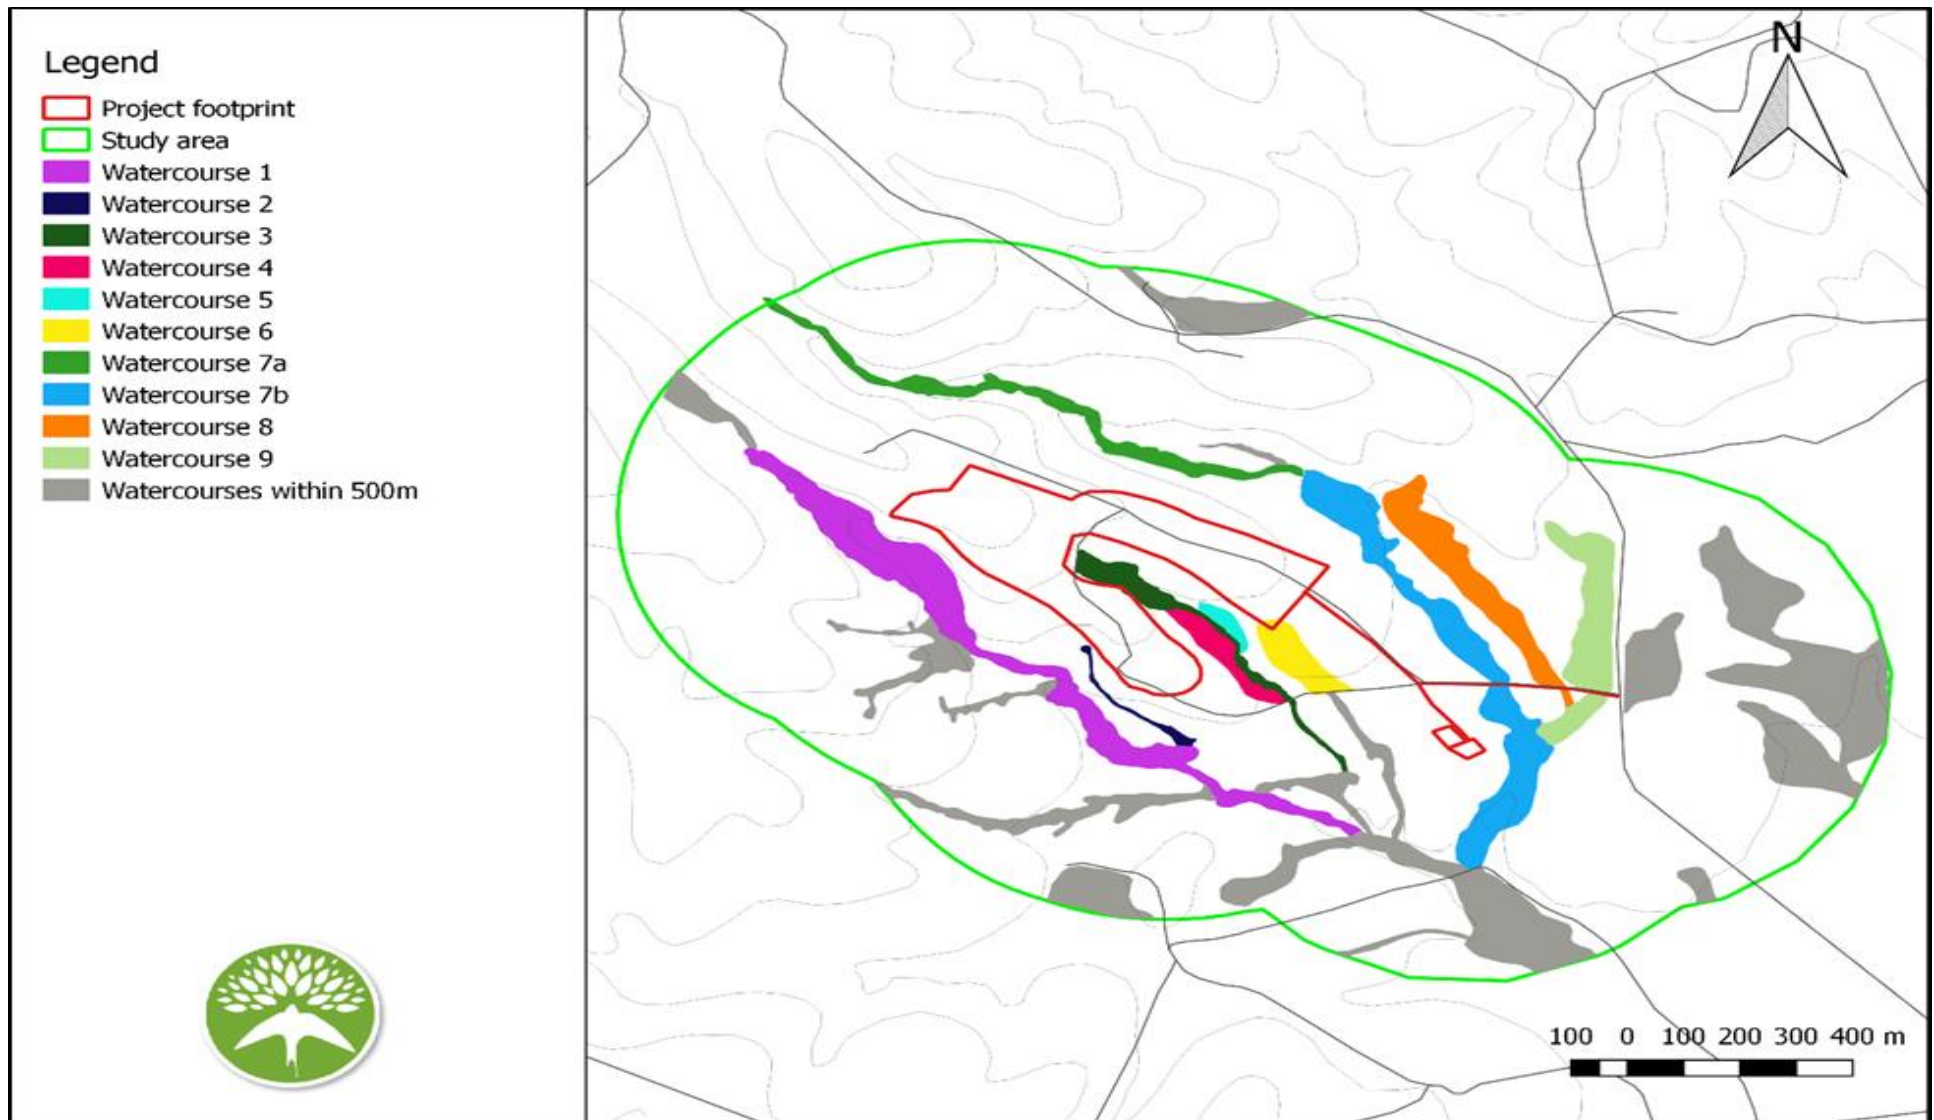 Legend
Project footprint
Study area
Watercourse 1
Watercourse 2
Watercourse 3
Watercourse 4
Watercourse 5
Watercourse 6
Watercourse 7a
Watercourse 7b
Watercourse 8
Watercourse 9
Watercourses within 500m
N
100 0 100 200 300 400 m